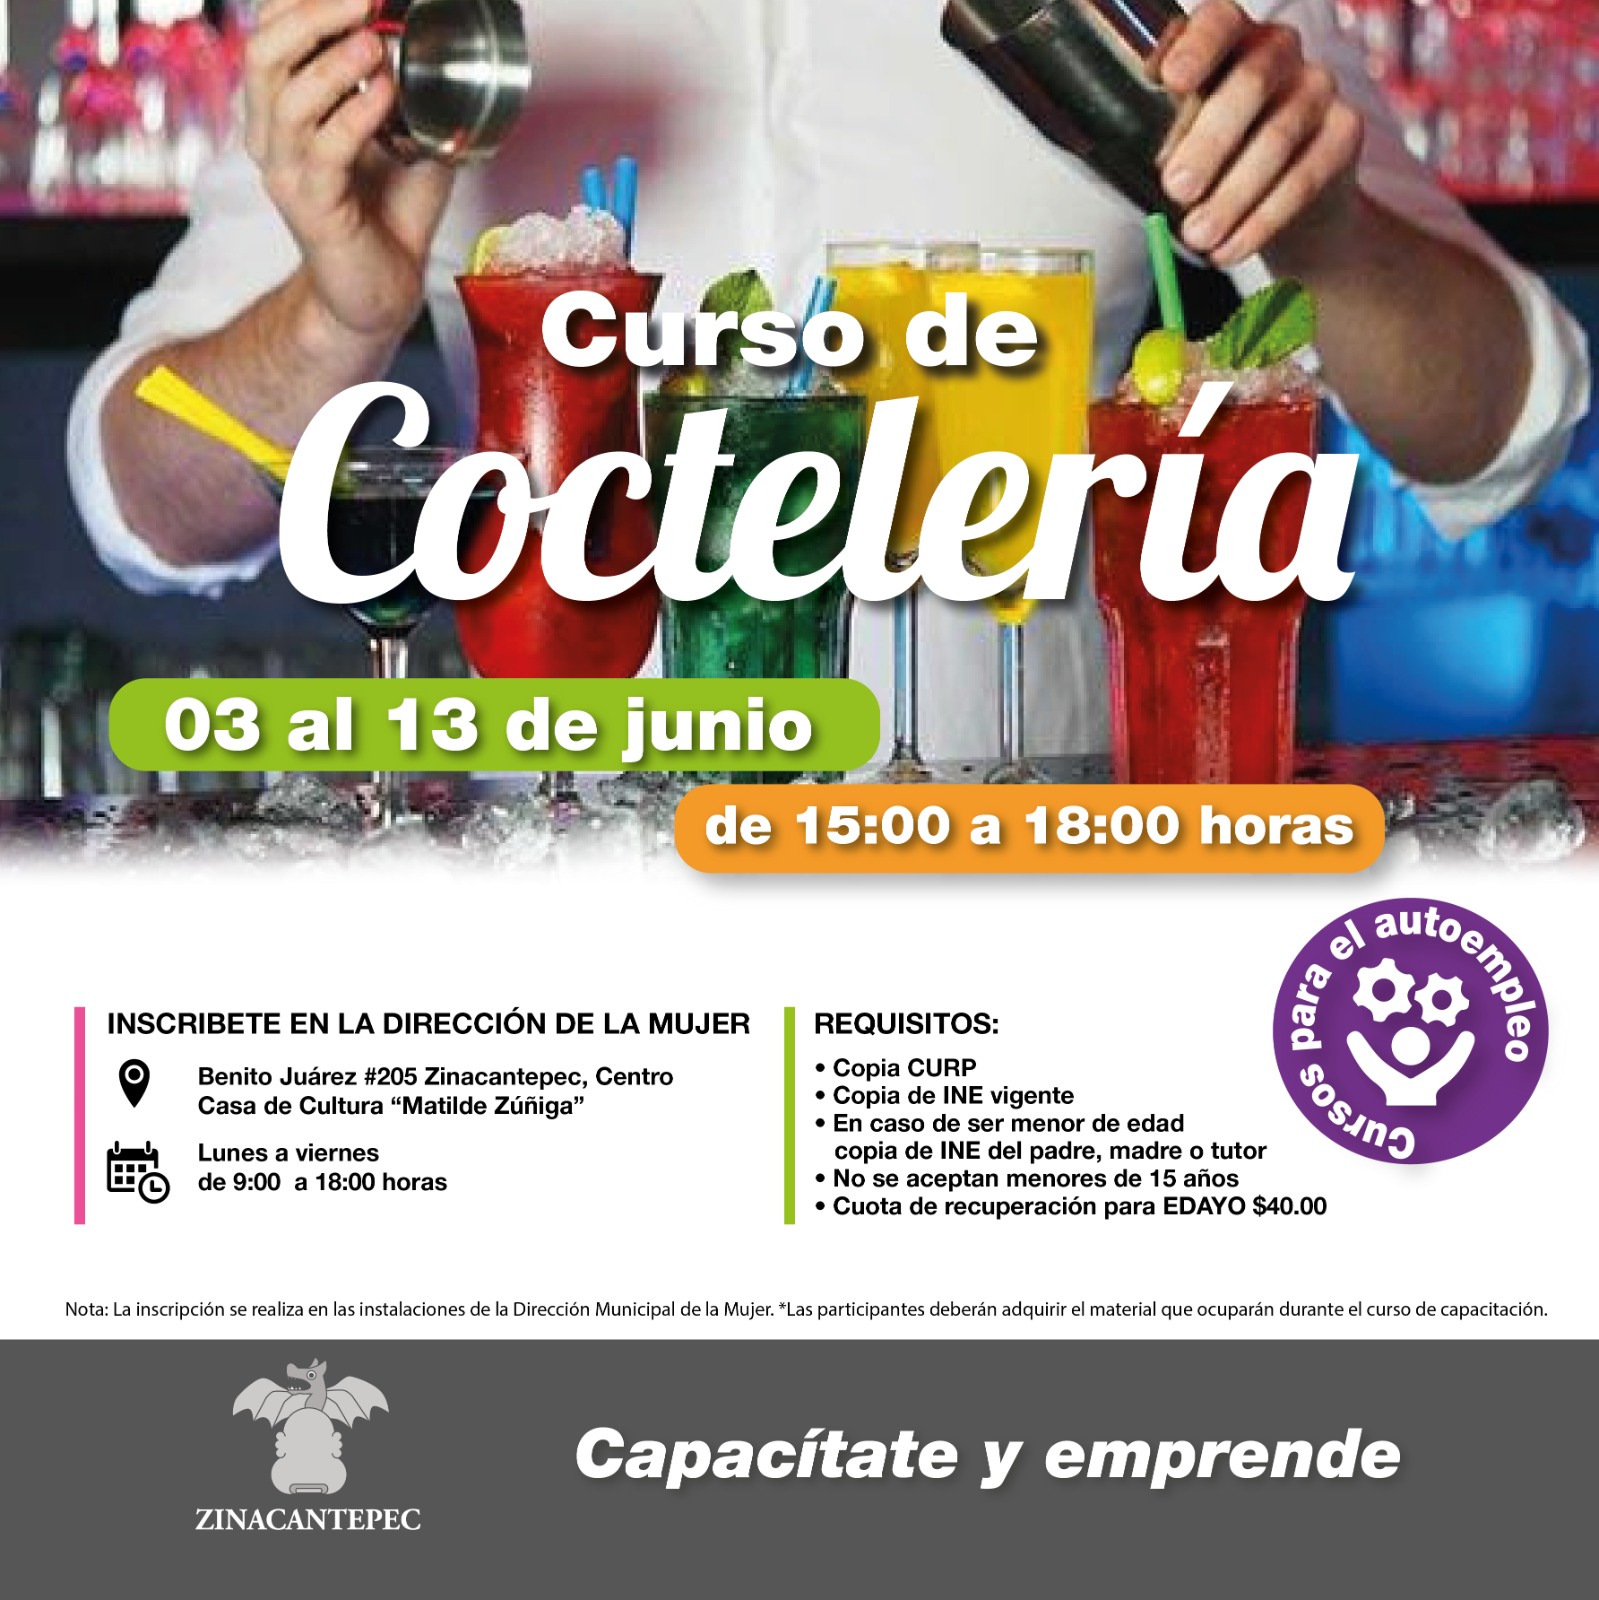 Curso de
Coctelería
03 al 13 de junio
de 15:00 a 18:00 horas
Cursos para el autoempleo
INSCRIBETE EN LA DIRECCIÓN DE LA MUJER
Benito Juárez #205 Zinacantepec, Centro
Casa de Cultura “Matilde Zúñiga”
Lunes a viernes
de 9:00 a 18:00 horas
REQUISITOS:
• Copia CURP
• Copia de INE vigente
• En caso de ser menor de edad
copia de INE del padre, madre o tutor
• No se aceptan menores de 15 años
• Cuota de recuperación para EDAYO $40.00
Nota: La inscripción se realiza en las instalaciones de la Dirección Municipal de la Mujer. *Las participantes deberán adquirir el material que ocuparán durante el curso de capacitación.
ZINACANTEPEC
Capacítate y emprende